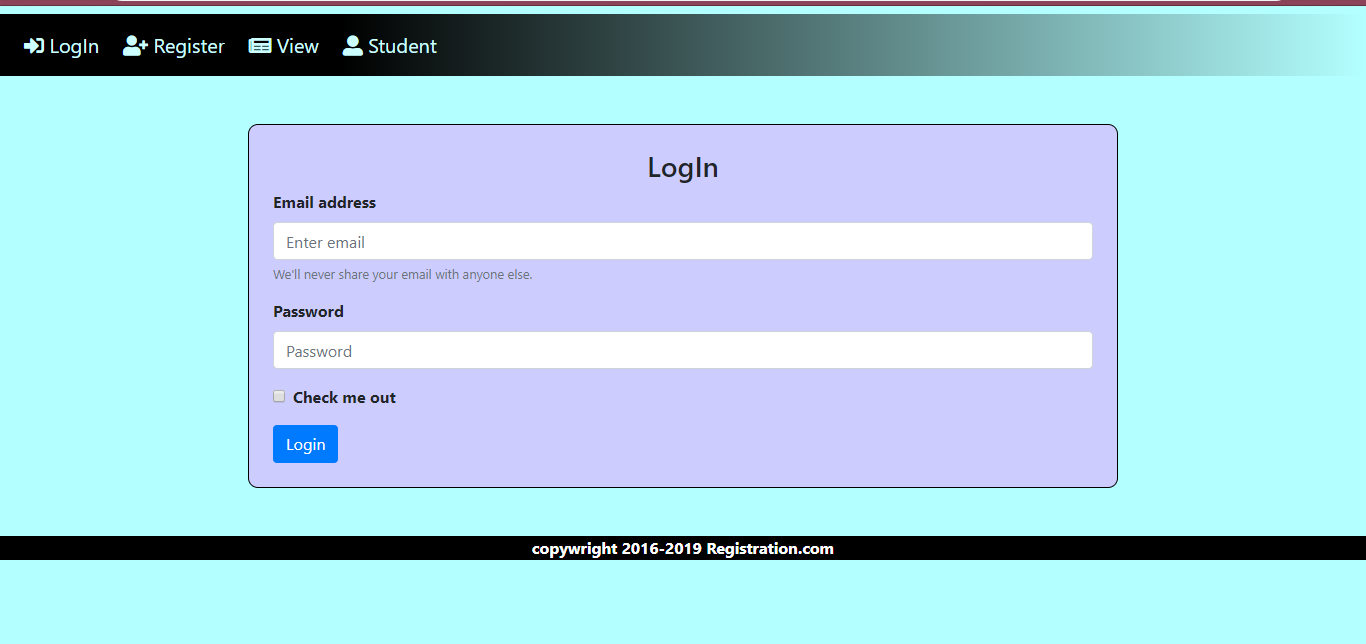 LogIn Register View Student
LogIn
Email address
Enter email
We'll never share your email with anyone else.
Password
Password
Check me out
Login
copywright 2016-2019 Registration.com